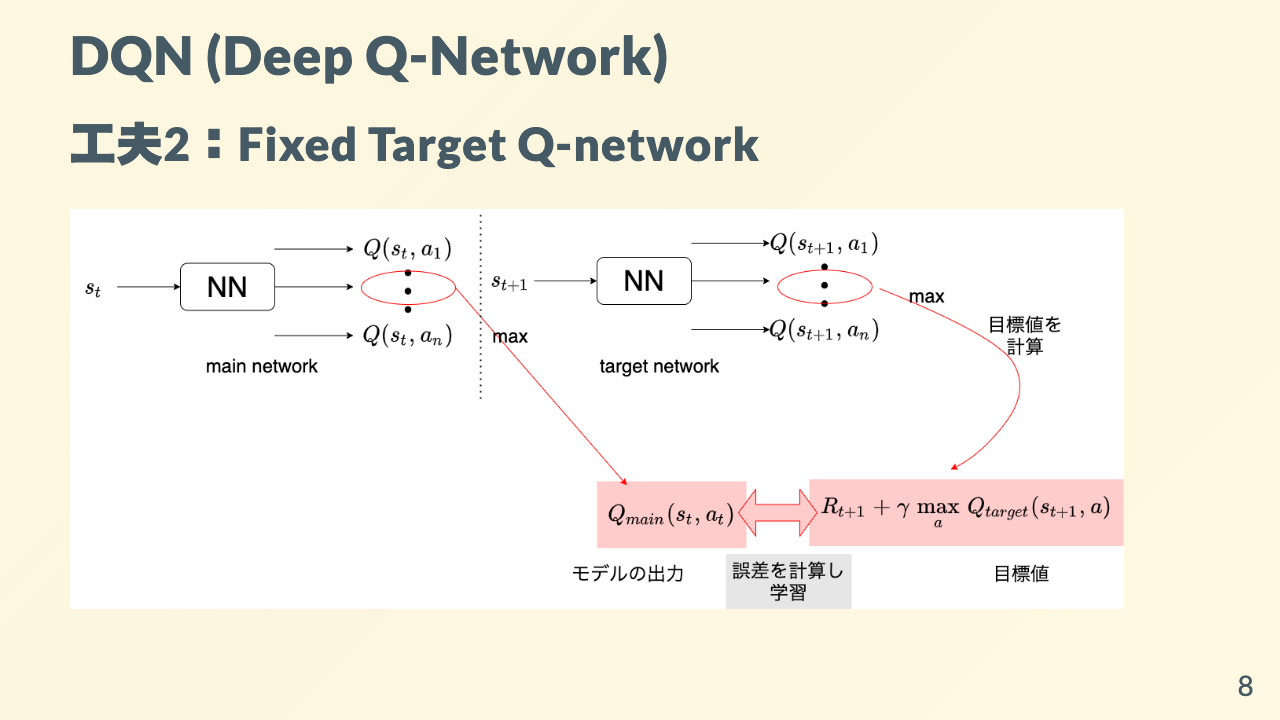 DQN (Deep Q-Network)
工夫2：Fixed Target Q-network
s_t
NN
Q(s_t, a_1)
Q(s_t, a_n)
main network
max
s_{t+1}
NN
Q(s_{t+1}, a_1)
Q(s_{t+1}, a_n)
target network
max
目標値を
計算
Q_{main}(s_t, a_t)
R_{t+1} + γ max_a Q_{target}(s_{t+1}, a)
モデルの出力
誤差を計算し
学習
目標値
8